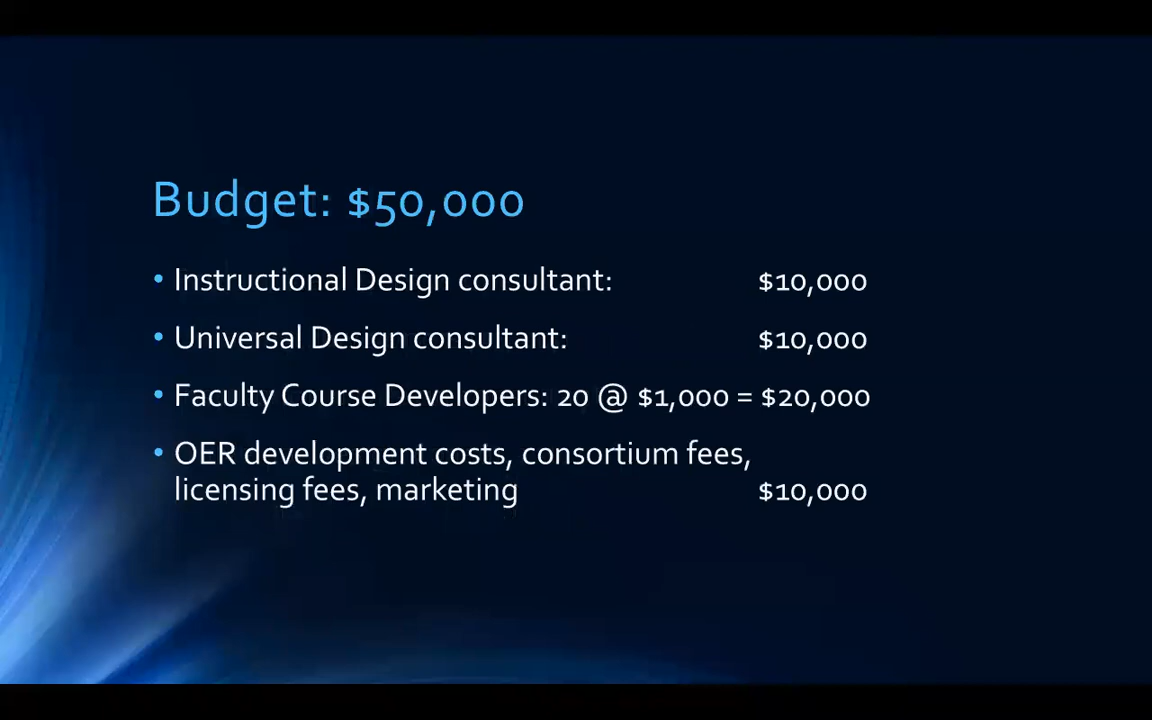 Budget: $50,000
• Instructional Design consultant: $10,000
• Universal Design consultant: $10,000
• Faculty Course Developers: 20 @ $1,000 = $20,000
• OER development costs, consortium fees,
licensing fees, marketing $10,000